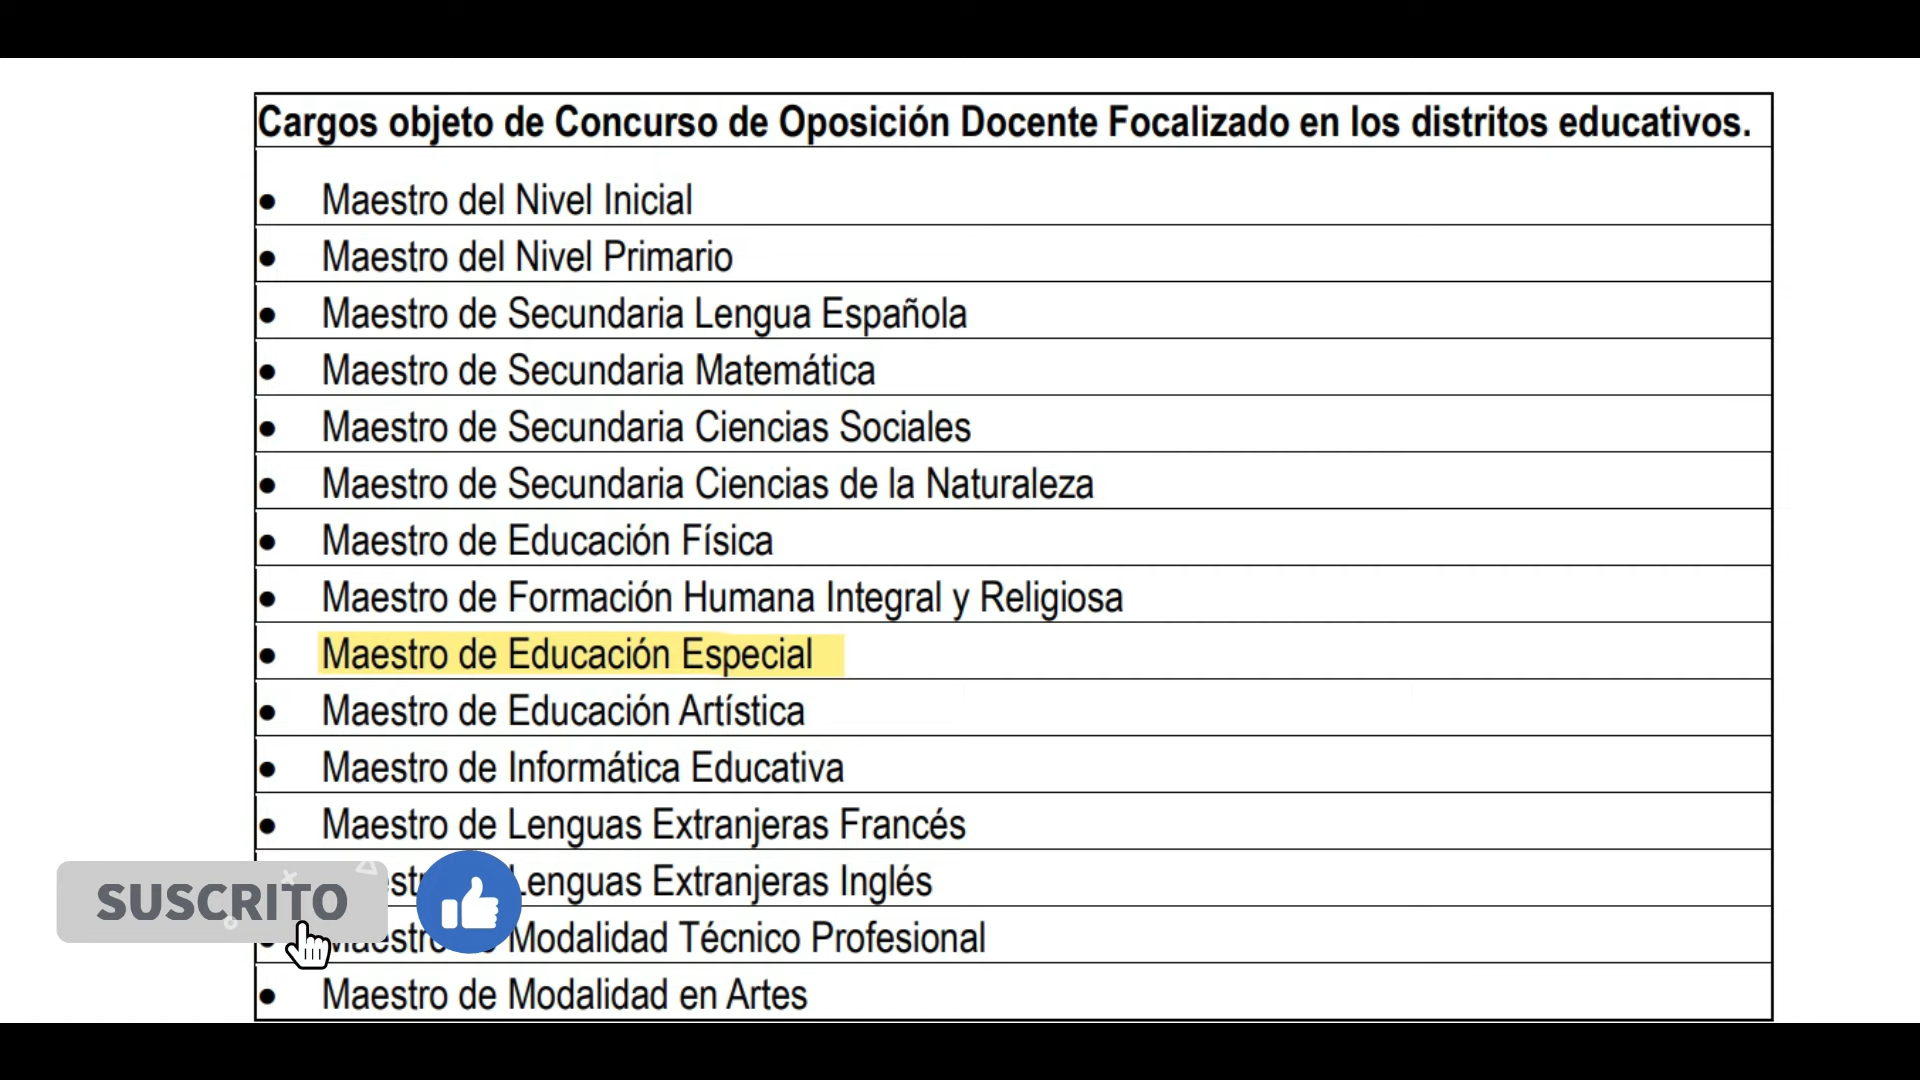 Cargos objeto de Concurso de Oposición Docente Focalizado en los distritos educativos.
• Maestro del Nivel Inicial
• Maestro del Nivel Primario
• Maestro de Secundaria Lengua Española
• Maestro de Secundaria Matemática
• Maestro de Secundaria Ciencias Sociales
• Maestro de Secundaria Ciencias de la Naturaleza
• Maestro de Educación Física
• Maestro de Formación Humana Integral y Religiosa
• Maestro de Educación Especial
• Maestro de Educación Artística
• Maestro de Informática Educativa
• Maestro de Lenguas Extranjeras Francés
Lenguas Extranjeras Inglés
SUSCRITO
Modalidad Técnico Profesional
• Maestro de Modalidad en Artes